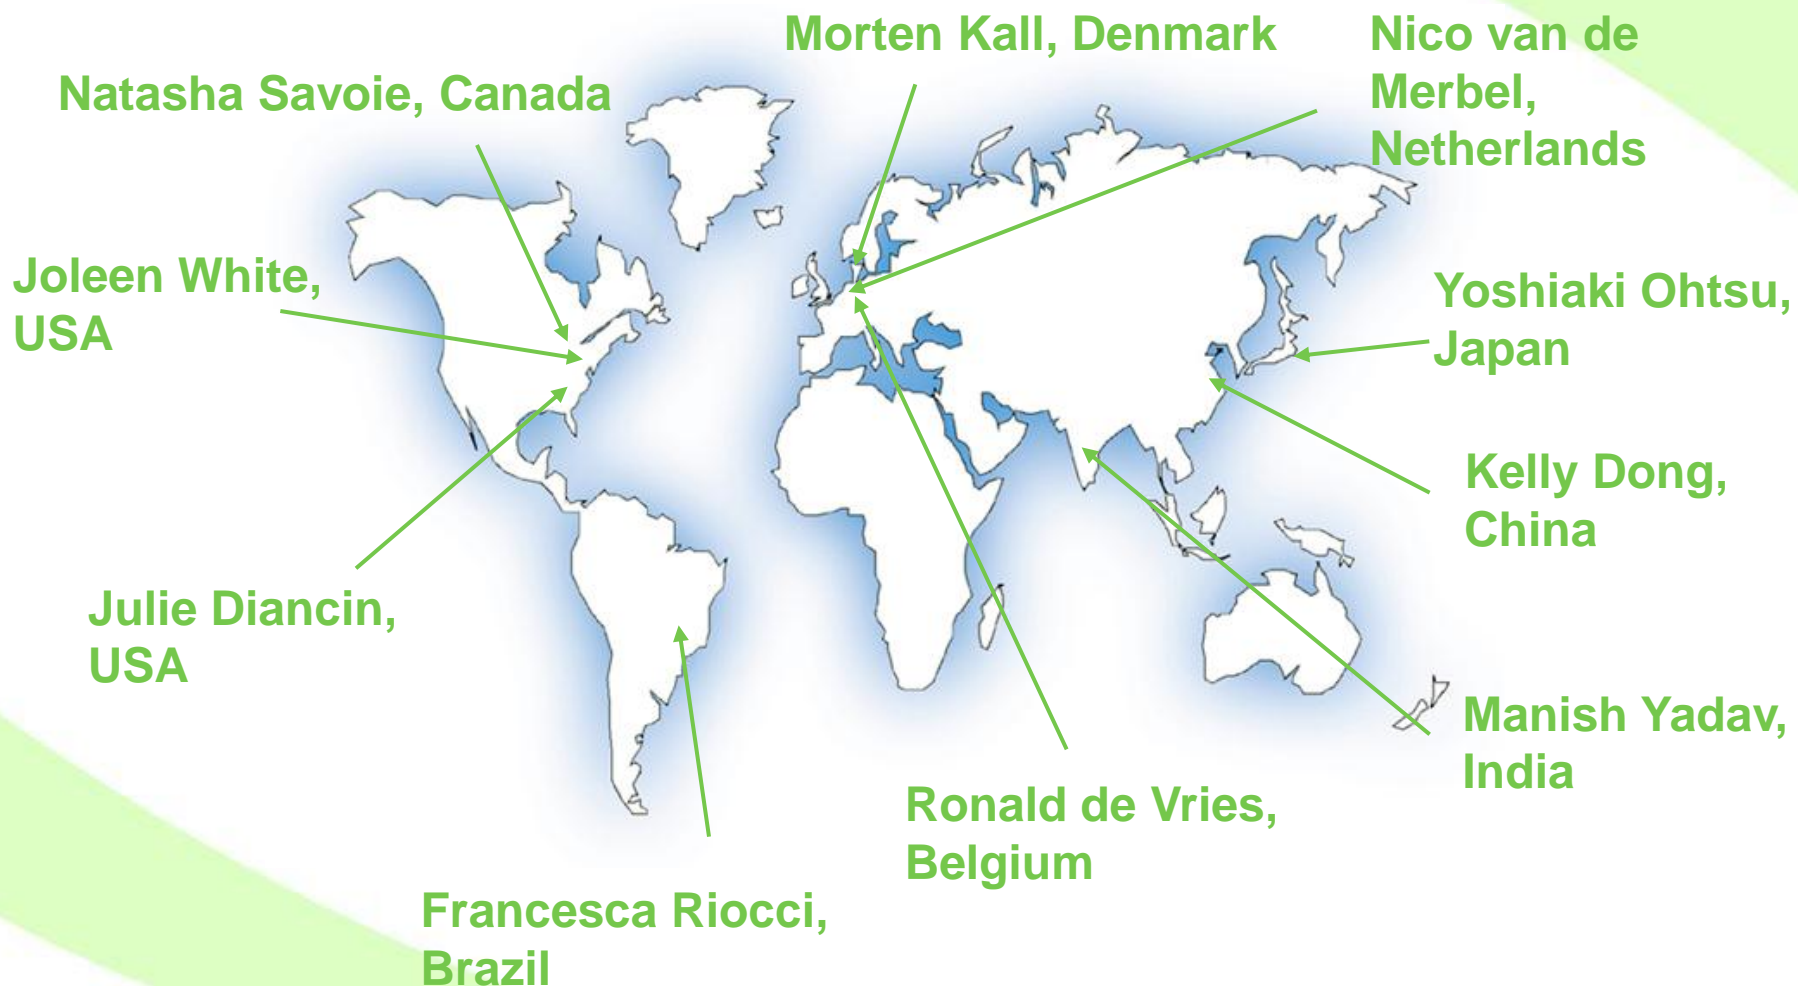 Morten Kall, Denmark
Nico van de
Merbel,
Netherlands
Natasha Savoie, Canada
Joleen White,
USA
Yoshiaki Ohtsu,
Japan
Kelly Dong,
China
Julie Diancin,
USA
Manish Yadav,
India
Ronald de Vries,
Belgium
Francesca Riocci,
Brazil